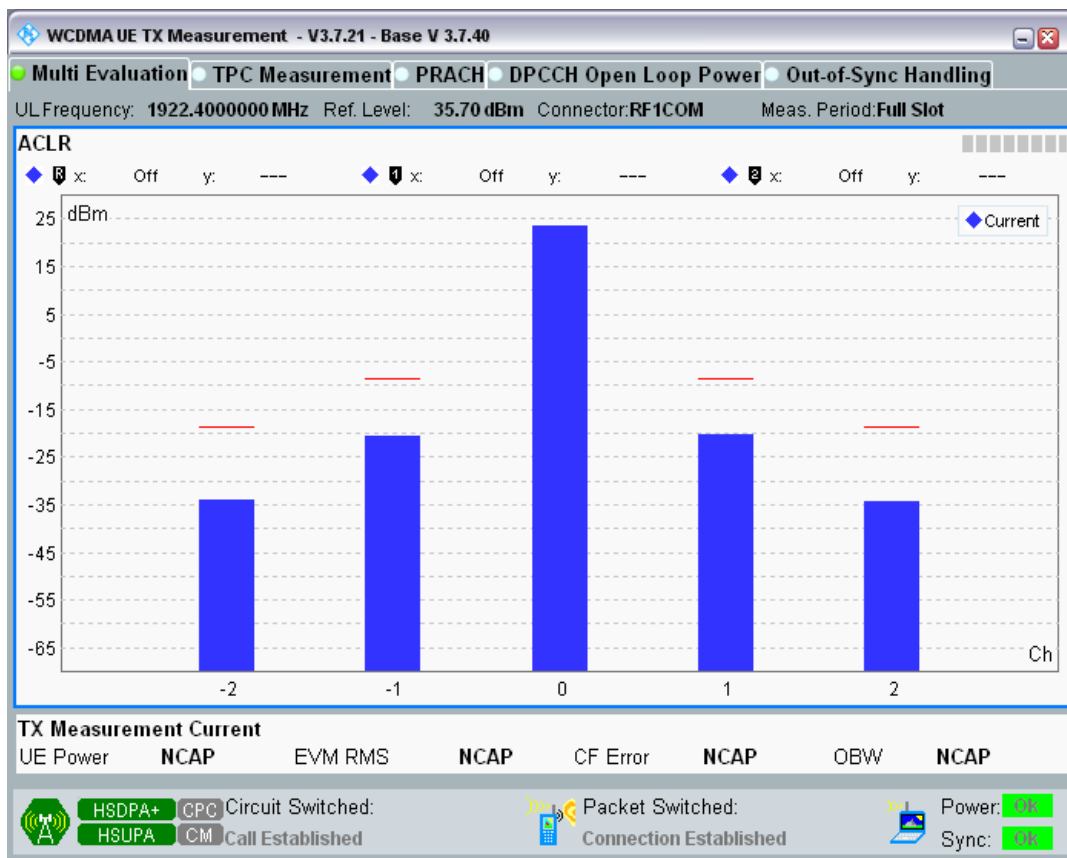 WCDMA UE TX Measurement - V3.7.21 - Base V 3.7.40
Multi Evaluation TPC Measurement PRACH DPCCH Open Loop Power Out-of-Sync Handling
UL Frequency: 1922.4000000 MHz Ref. Level: 35.70 dBm Connector:RF1COM Meas. Period:Full Slot
ACLR
R x: Off y: --- 1 x: Off y: --- 2 x: Off y: ---
dBm
Current
25
15
5
-5
-15
-25
-35
-45
-55
-65
Ch
-2 -1 0 1 2
TX Measurement Current
UE Power NCAP EVM RMS NCAP CF Error NCAP OBW NCAP
HSDPA+ CPC Circuit Switched: Packet Switched: Power: Ok
HSUPA CM Call Established Connection Established Sync: Ok